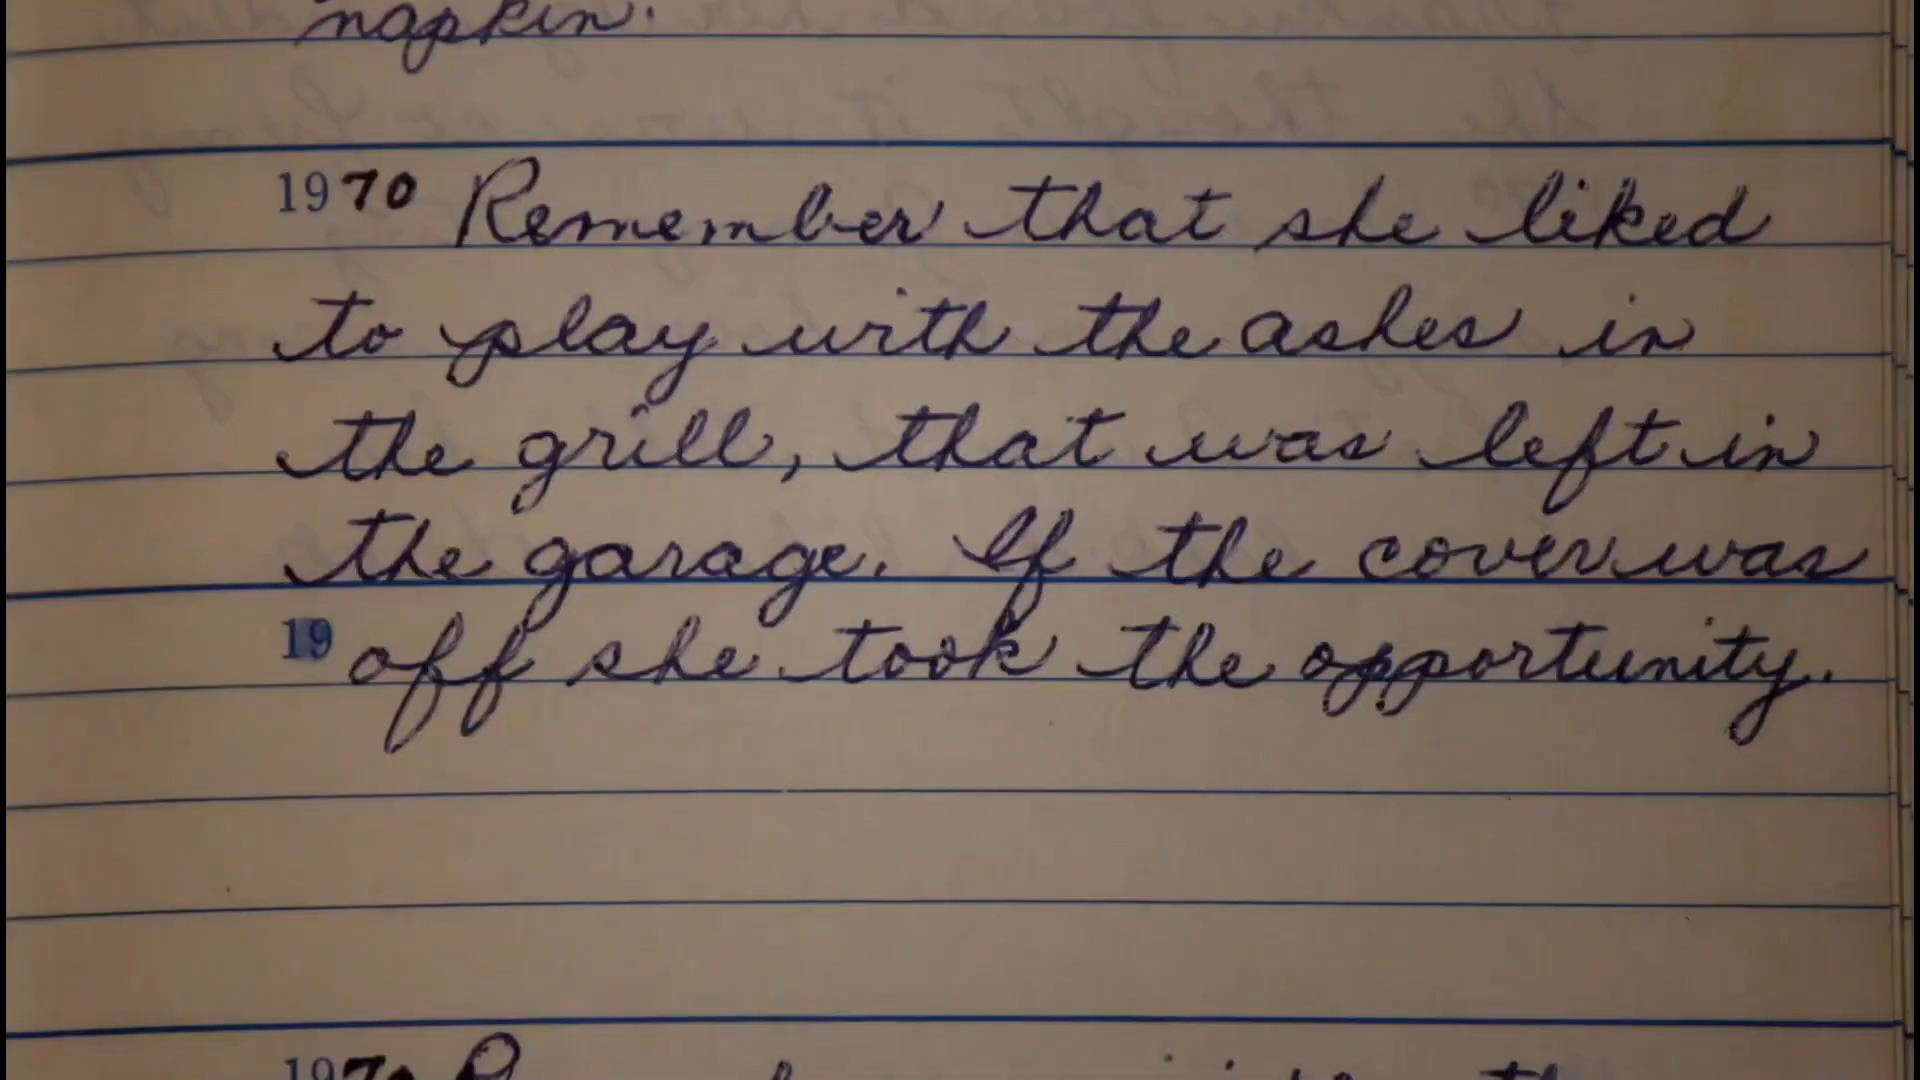 napkin.
1970 Remember that she liked
to play with the ashes in
the grill, that was left in
the garage. If the cover was
19 off she took the opportunity.
1970